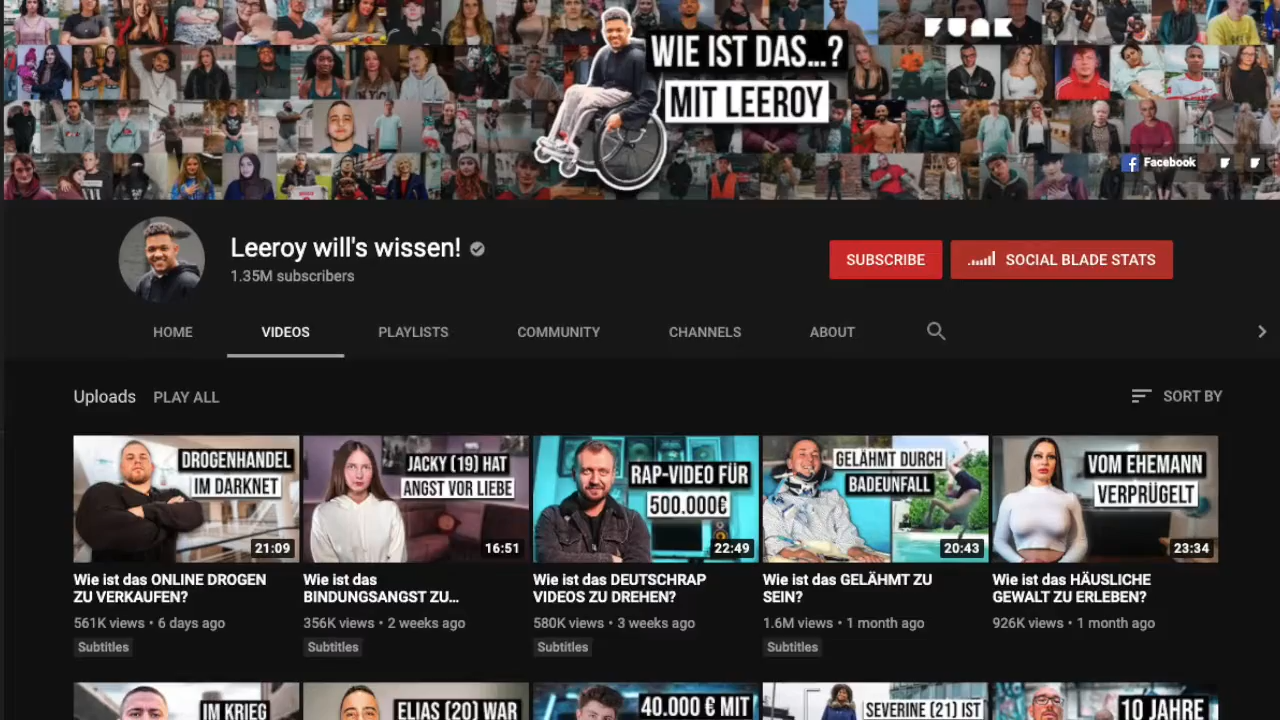 FUNK
WIE IST DAS...?
MIT LEEROY
Facebook
Leeroy will's wissen!
1.35M subscribers
SUBSCRIBE
SOCIAL BLADE STATS
HOME
VIDEOS
PLAYLISTS
COMMUNITY
CHANNELS
ABOUT
Uploads
PLAY ALL
SORT BY
DROGENHANDEL
IM DARKNET
21:09
JACKY (19) HAT
ANGST VOR LIEBE
16:51
RAP-VIDEO FÜR
500.000€
22:49
GELÄHMT DURCH
BADEUNFALL
20:43
VOM EHEMANN
VERPRÜGELT
23:34
Wie ist das ONLINE DROGEN
ZU VERKAUFEN?
561K views • 6 days ago
Subtitles
Wie ist das
BINDUNGSANGST ZU...
356K views • 2 weeks ago
Subtitles
Wie ist das DEUTSCHRAP
VIDEOS ZU DREHEN?
580K views • 3 weeks ago
Subtitles
Wie ist das GELÄHMT ZU
SEIN?
1.6M views • 1 month ago
Subtitles
Wie ist das HÄUSLICHE
GEWALT ZU ERLEBEN?
926K views • 1 month ago
IM KRIEG
ELIAS (20) WAR
40.000 € MIT
SEVERINE (21) IST
10 JAHRE